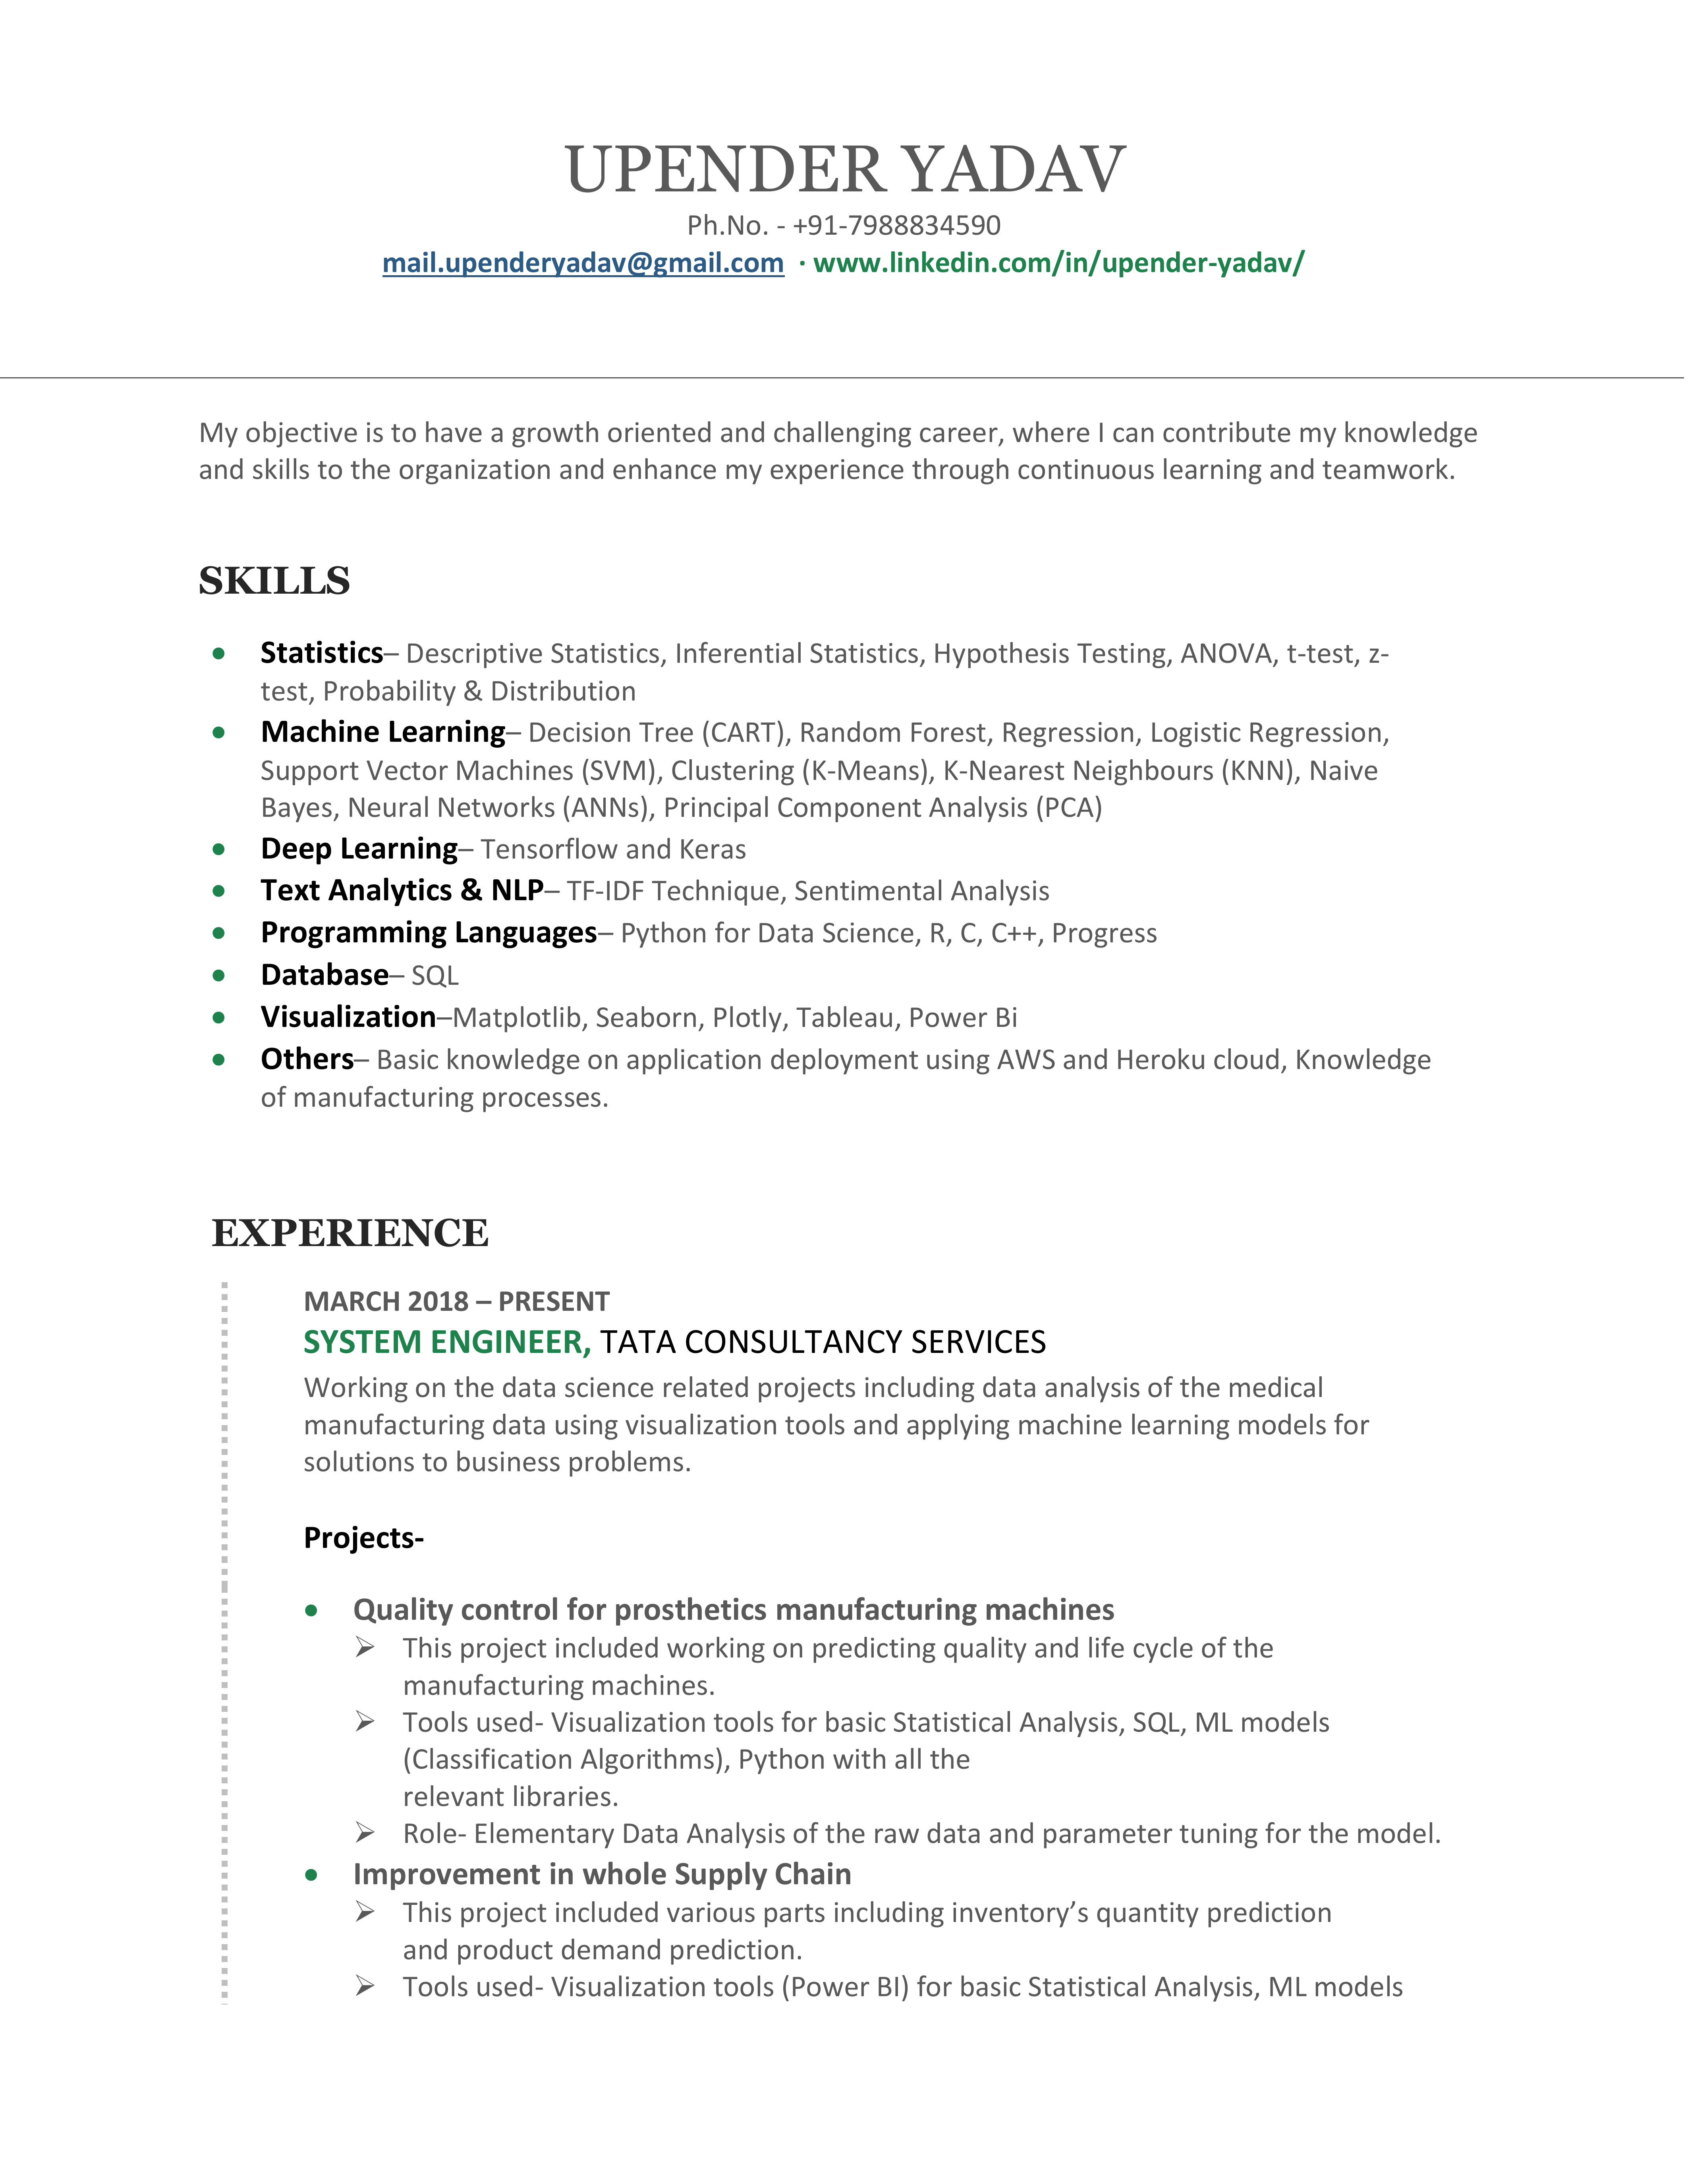 UPENDER YADAV
Ph.No. - +91-7988834590
mail.upenderyadav@gmail.com · www.linkedin.com/in/upender-yadav/
My objective is to have a growth oriented and challenging career, where I can contribute my knowledge
and skills to the organization and enhance my experience through continuous learning and teamwork.
SKILLS
• Statistics– Descriptive Statistics, Inferential Statistics, Hypothesis Testing, ANOVA, t-test, z-
test, Probability & Distribution
• Machine Learning– Decision Tree (CART), Random Forest, Regression, Logistic Regression,
Support Vector Machines (SVM), Clustering (K-Means), K-Nearest Neighbours (KNN), Naive
Bayes, Neural Networks (ANNs), Principal Component Analysis (PCA)
• Deep Learning– Tensorflow and Keras
• Text Analytics & NLP– TF-IDF Technique, Sentimental Analysis
• Programming Languages– Python for Data Science, R, C, C++, Progress
• Database– SQL
• Visualization–Matplotlib, Seaborn, Plotly, Tableau, Power Bi
• Others– Basic knowledge on application deployment using AWS and Heroku cloud, Knowledge
of manufacturing processes.
EXPERIENCE
MARCH 2018 – PRESENT
SYSTEM ENGINEER, TATA CONSULTANCY SERVICES
Working on the data science related projects including data analysis of the medical
manufacturing data using visualization tools and applying machine learning models for
solutions to business problems.
Projects-
• Quality control for prosthetics manufacturing machines
➢ This project included working on predicting quality and life cycle of the
manufacturing machines.
➢ Tools used- Visualization tools for basic Statistical Analysis, SQL, ML models
(Classification Algorithms), Python with all the
relevant libraries.
➢ Role- Elementary Data Analysis of the raw data and parameter tuning for the model.
• Improvement in whole Supply Chain
➢ This project included various parts including inventory’s quantity prediction
and product demand prediction.
➢ Tools used- Visualization tools (Power BI) for basic Statistical Analysis, ML models